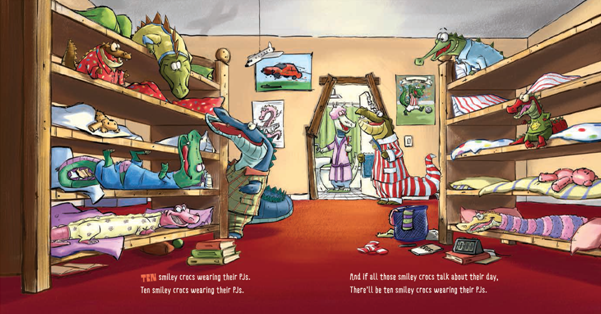 TEN smiley crocs wearing their PJs.
Ten smiley crocs wearing their PJs.
And if all those smiley crocs talk about their day,
There'll be ten smiley crocs wearing their PJs.